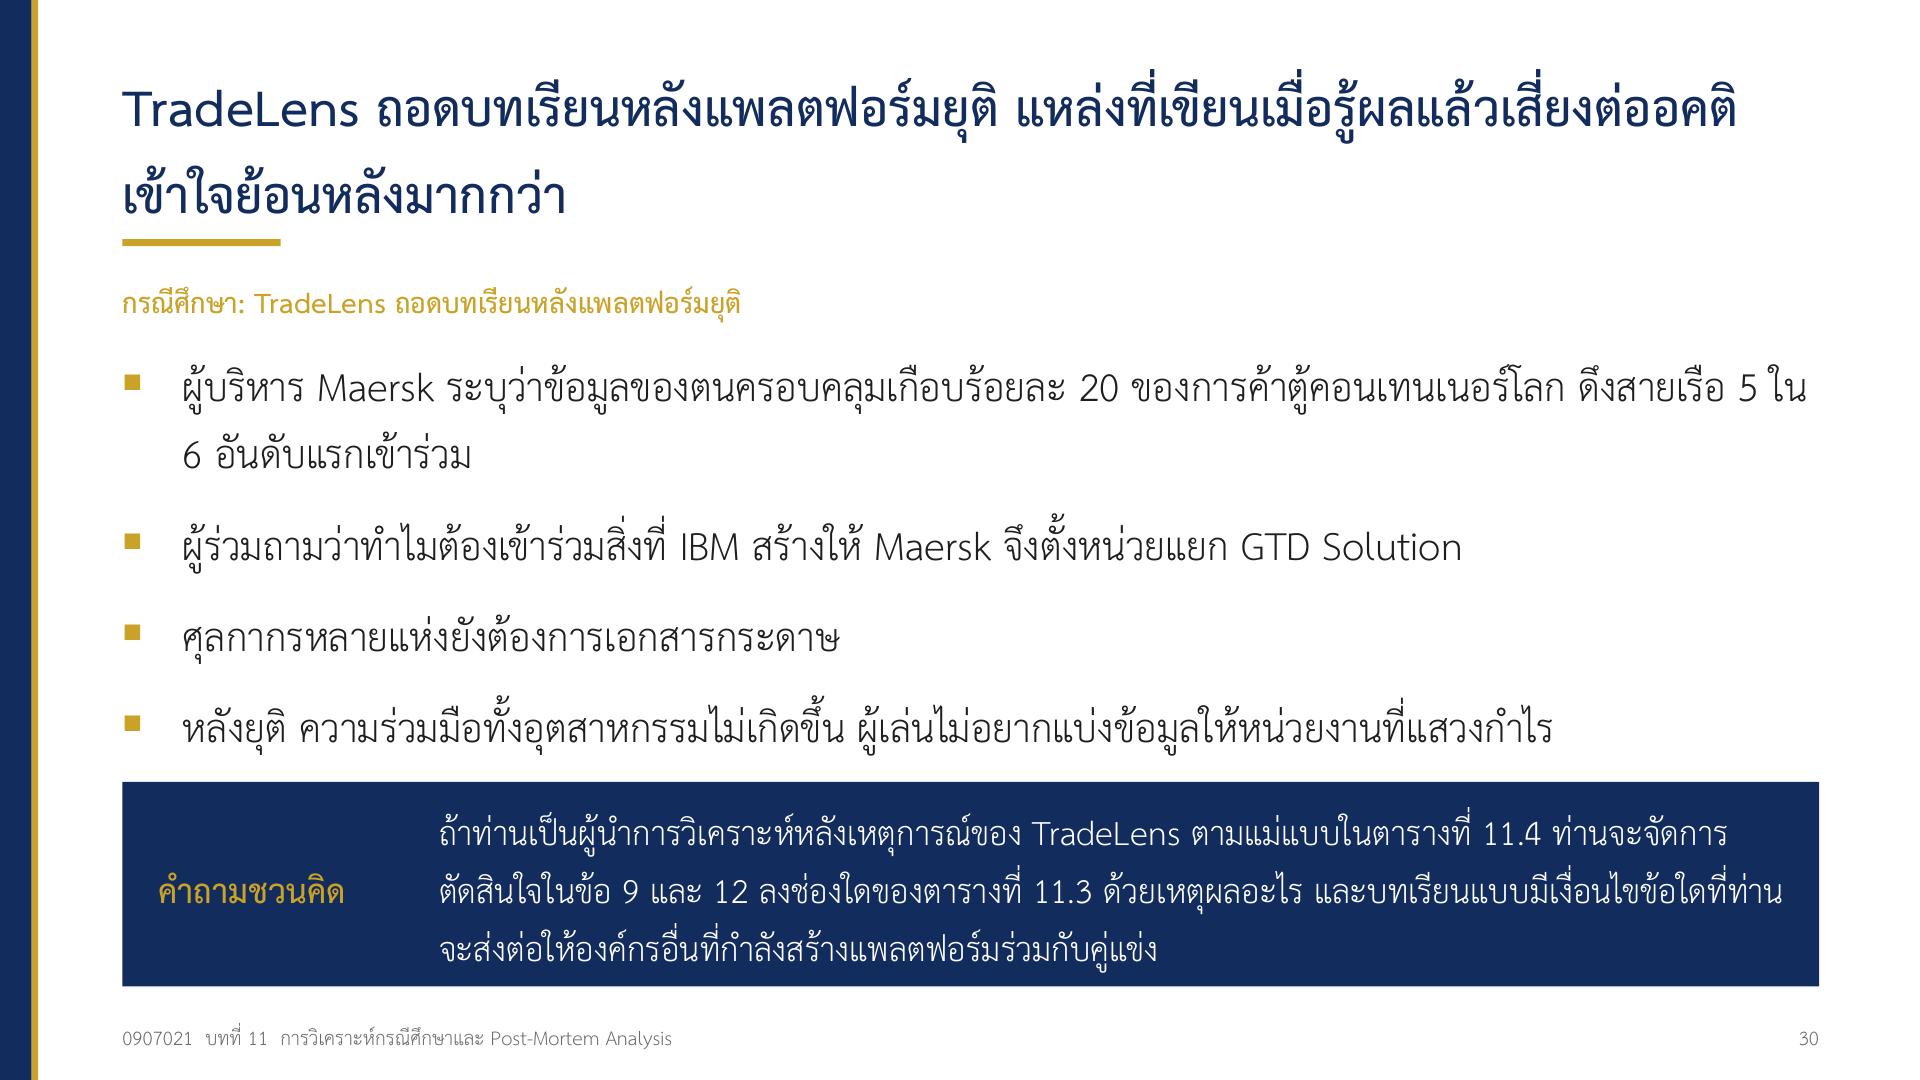 TradeLens ถอดบทเรียนหลังแพลตฟอร์มยุติ แหล่งที่เขียนเมื่อรู้ผลแล้วเสี่ยงต่ออคติ
เข้าใจย้อนหลังมากกว่า
กรณีศึกษา: TradeLens ถอดบทเรียนหลังแพลตฟอร์มยุติ
▪ ผู้บริหาร Maersk ระบุว่าข้อมูลของตนครอบคลุมเกือบร้อยละ 20 ของการค้าตู้คอนเทนเนอร์โลก ดึงสายเรือ 5 ใน
6 อันดับแรกเข้าร่วม
▪ ผู้ร่วมถามว่าทำไมต้องเข้าร่วมสิ่งที่ IBM สร้างให้ Maersk จึงตั้งหน่วยแยก GTD Solution
▪ ศุลกากรหลายแห่งยังต้องการเอกสารกระดาษ
▪ หลังยุติ ความร่วมมือทั้งอุตสาหกรรมไม่เกิดขึ้น ผู้เล่นไม่อยากแบ่งข้อมูลให้หน่วยงานที่แสวงกำไร
คำถามชวนคิด
ถ้าท่านเป็นผู้นำการวิเคราะห์หลังเหตุการณ์ของ TradeLens ตามแม่แบบในตารางที่ 11.4 ท่านจะจัดการ
ตัดสินใจในข้อ 9 และ 12 ลงช่องใดของตารางที่ 11.3 ด้วยเหตุผลอะไร และบทเรียนแบบมีเงื่อนไขข้อใดที่ท่าน
จะส่งต่อให้องค์กรอื่นที่กำลังสร้างแพลตฟอร์มร่วมกับคู่แข่ง
0907021 บทที่ 11 การวิเคราะห์กรณีศึกษาและ Post-Mortem Analysis
30